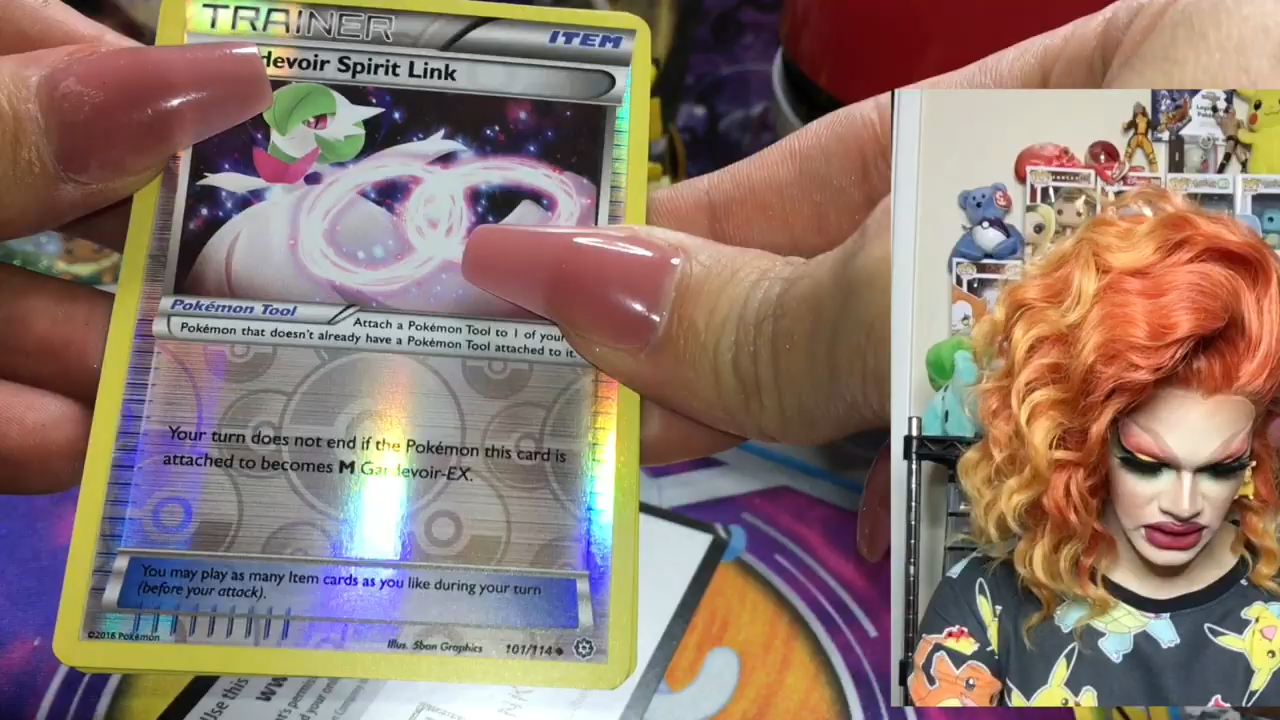 TRAINER
ITEM
devoir Spirit Link
Pokémon Tool
Attach a Pokémon Tool to 1 of your
Pokémon that doesn't already have a Pokémon Tool attached to it.
Your turn does not end if the Pokémon this card is
attached to becomes M Gardevoir-EX.
You may play as many Item cards as you like during your turn
(before your attack).
©2016 Pokémon
Illus. 5ban Graphics
101/114
Use this